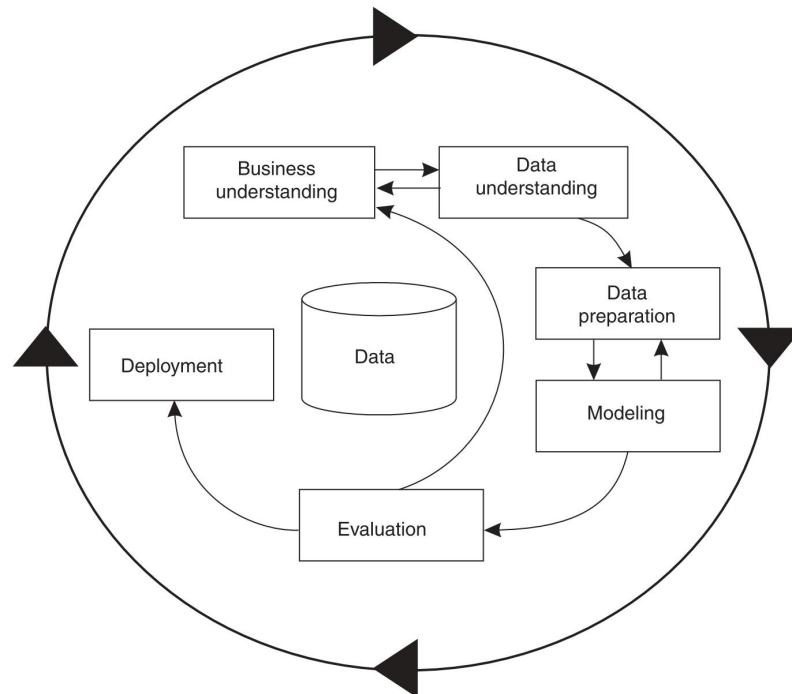 Business
understanding
Data
understanding
Data
preparation
Data
Deployment
Modeling
Evaluation